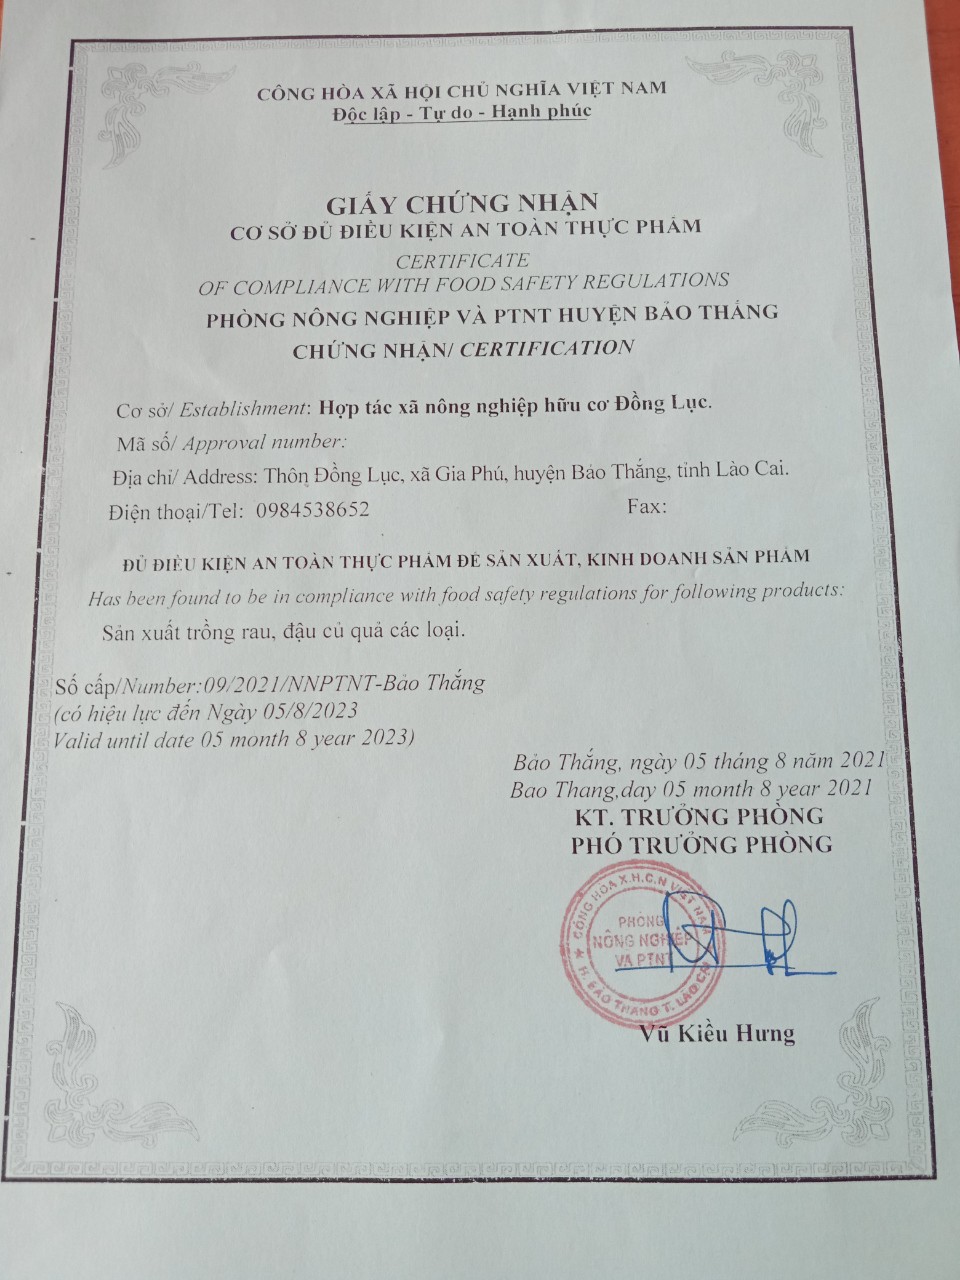 CÔNG HÒA XÃ HỘI CHỦ NGHĨA VIỆT NAM
Độc lập - Tự do - Hạnh phúc
GIẤY CHỨNG NHẬN
CƠ SỞ ĐỦ ĐIỀU KIỆN AN TOÀN THỰC PHẨM
CERTIFICATE
OF COMPLIANCE WITH FOOD SAFETY REGULATIONS
PHÒNG NÔNG NGHIỆP VÀ PTNT HUYỆN BẢO THẮNG
CHỨNG NHẬN/ CERTIFICATION
Cơ sở/ Establishment: Hợp tác xã nông nghiệp hữu cơ Đồng Lục.
Mã số/ Approval number:
Địa chỉ/ Address: Thôn Đồng Lục, xã Gia Phú, huyện Bảo Thắng, tỉnh Lào Cai.
Điện thoại/Tel: 0984538652 Fax:
ĐỦ ĐIỀU KIỆN AN TOÀN THỰC PHẨM ĐỂ SẢN XUẤT, KINH DOANH SẢN PHẨM
Has been found to be in compliance with food safety regulations for following products:
Sản xuất trồng rau, đậu củ quả các loại.
Số cấp/Number:09/2021/NNPTNT-Bảo Thắng
(có hiệu lực đến Ngày 05/8/2023
Valid until date 05 month 8 year 2023)
Bảo Thắng, ngày 05 tháng 8 năm 2021
Bao Thang,day 05 month 8 year 2021
KT. TRƯỞNG PHÒNG
PHÓ TRƯỞNG PHÒNG
CỘNG HÒA X.H.C.N VIỆT NAM
PHÒNG
NÔNG NGHIỆP
VÀ PTNT
H. BẢO THẮNG T. LÀO CAI
Vũ Kiều Hưng